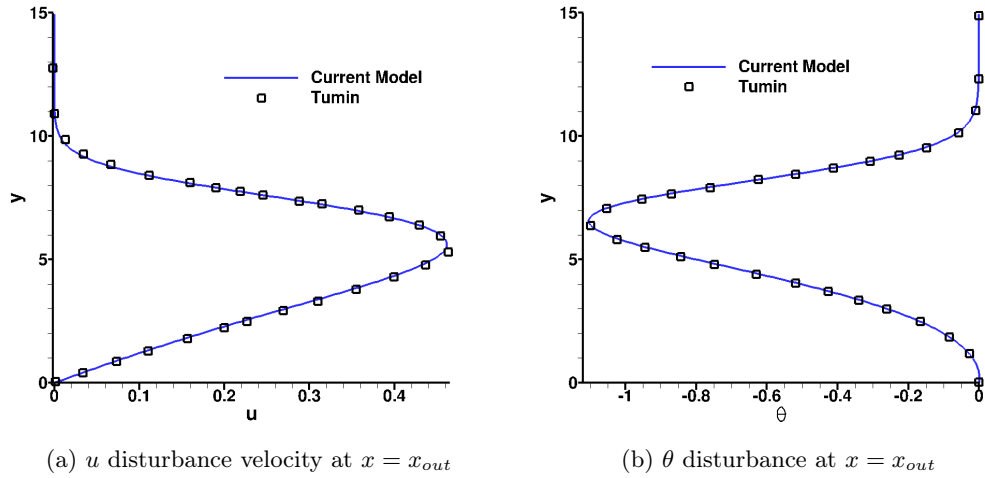 15
10
y
5
0
0 0.1 0.2 0.3 0.4
u
Current Model
Tumin
(a) u disturbance velocity at x = x_out
15
10
y
5
0
-1 -0.8 -0.6 -0.4 -0.2 0
θ
Current Model
Tumin
(b) θ disturbance at x = x_out